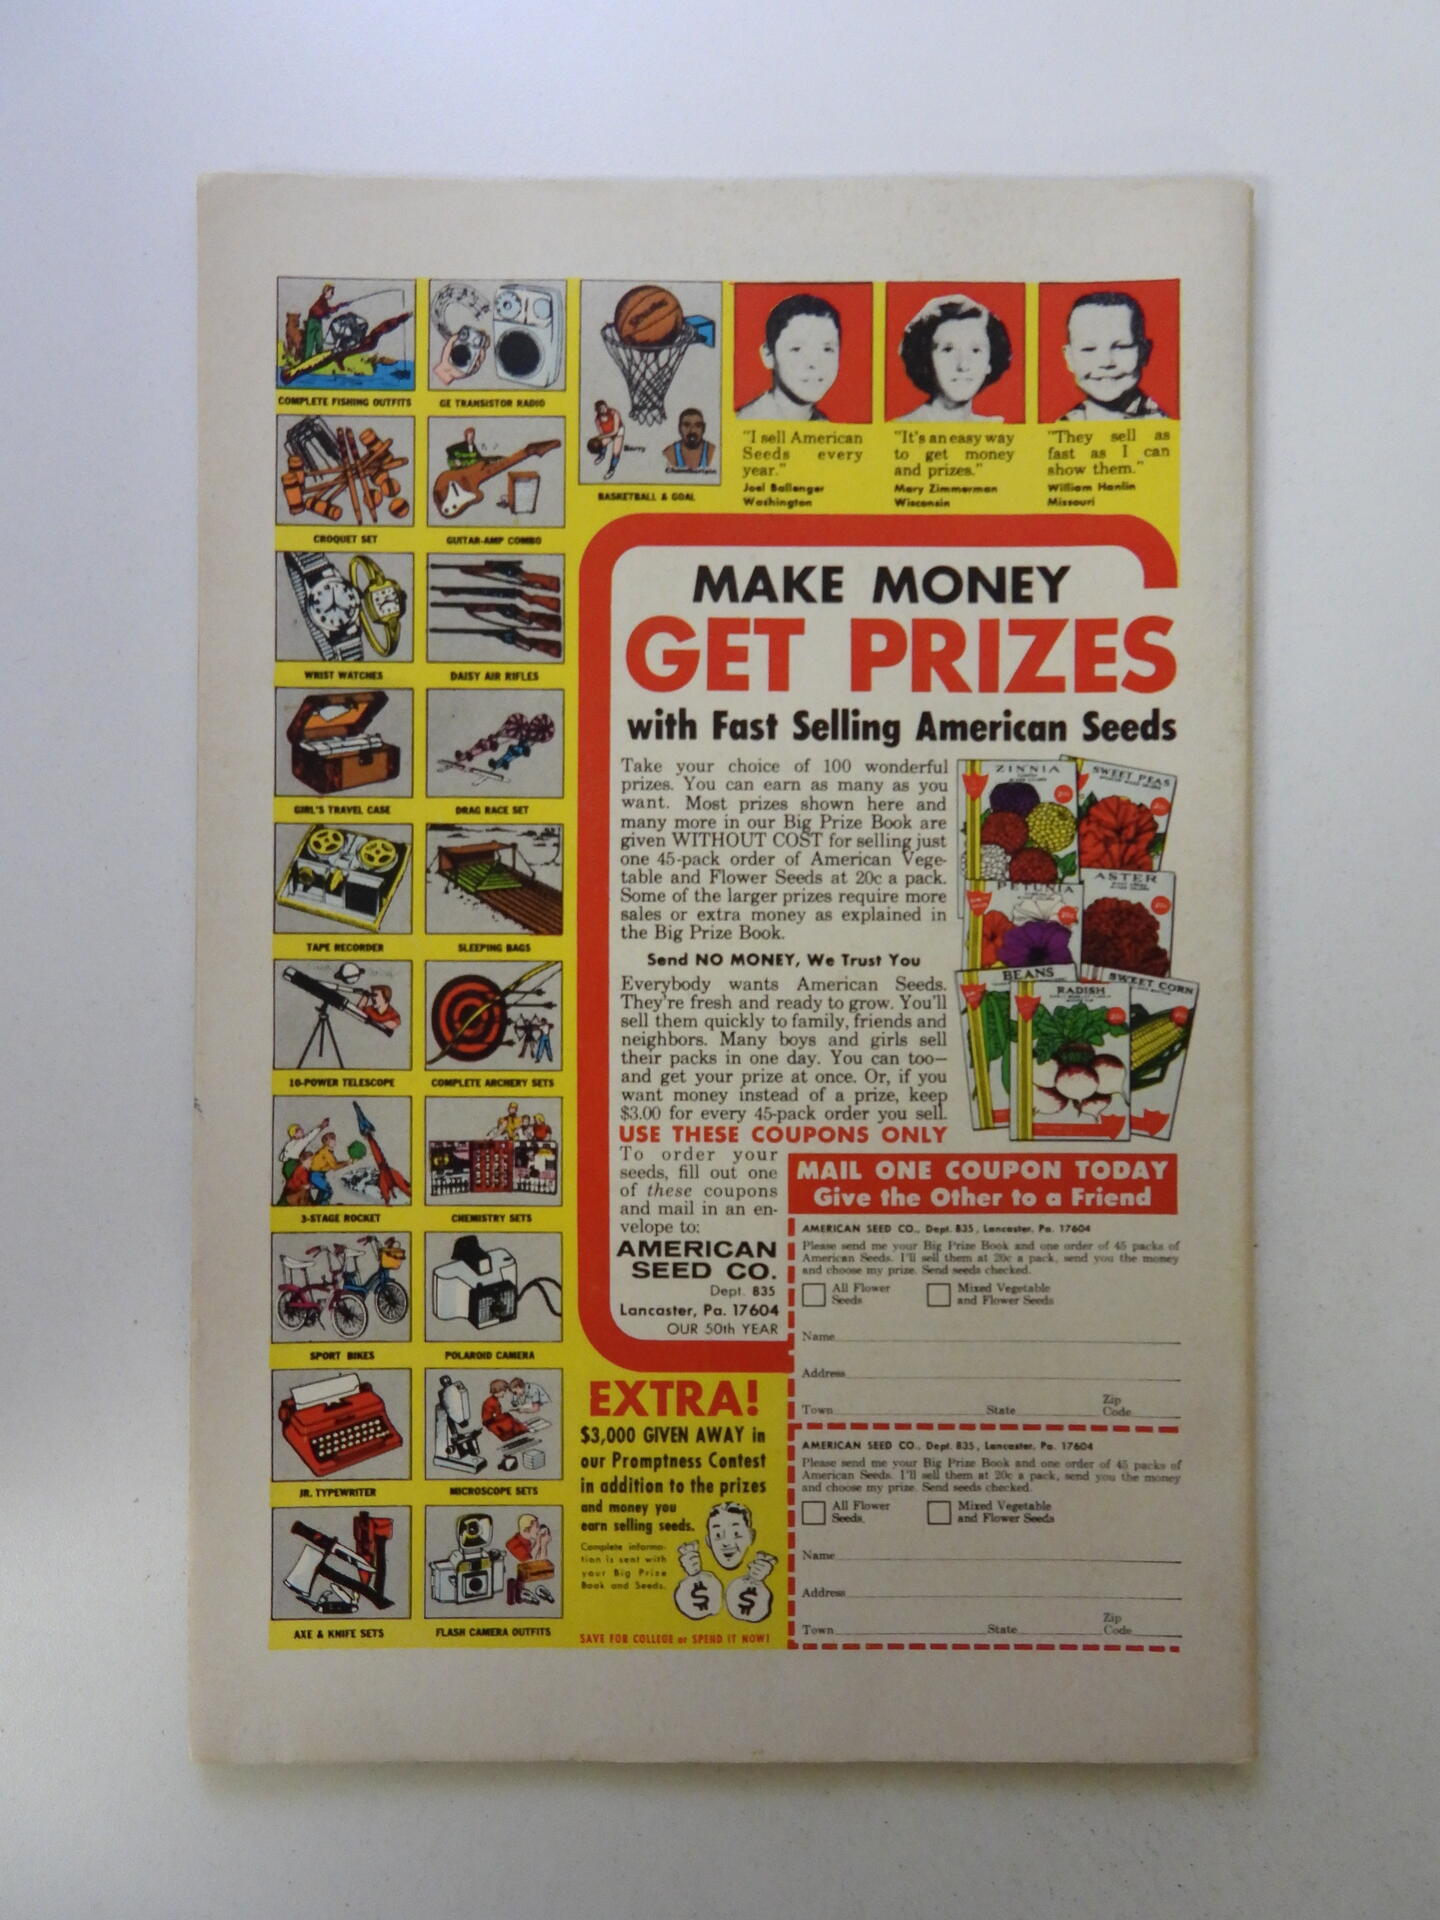 COMPLETE FISHING OUTFITS
GE TRANSISTOR RADIO
CROQUET SET
GUITAR-AMP COMBO
WRIST WATCHES
DAISY AIR RIFLES
GIRL'S TRAVEL CASE
DRAG RACE SET
TAPE RECORDER
SLEEPING BAGS
10-POWER TELESCOPE
COMPLETE ARCHERY SETS
3-STAGE ROCKET
CHEMISTRY SETS
SPORT BIKES
POLAROID CAMERA
JR. TYPEWRITER
MICROSCOPE SETS
AXE & KNIFE SETS
FLASH CAMERA OUTFITS
Barry
Chamberlain
BASKETBALL & GOAL
"I sell American
Seeds every
year."
Joel Ballenger
Washington
"It's an easy way
to get money
and prizes."
Mary Zimmerman
Wisconsin
"They sell as
fast as I can
show them."
William Hanlin
Missouri
MAKE MONEY
GET PRIZES
with Fast Selling American Seeds
Take your choice of 100 wonderful
prizes. You can earn as many as you
want. Most prizes shown here and
many more in our Big Prize Book are
given WITHOUT COST for selling just
one 45-pack order of American Vege-
table and Flower Seeds at 20c a pack.
Some of the larger prizes require more
sales or extra money as explained in
the Big Prize Book.
Send NO MONEY, We Trust You
Everybody wants American Seeds.
They're fresh and ready to grow. You'll
sell them quickly to family, friends and
neighbors. Many boys and girls sell
their packs in one day. You can too—
and get your prize at once. Or, if you
want money instead of a prize, keep
$3.00 for every 45-pack order you sell.
USE THESE COUPONS ONLY
To order your
seeds, fill out one
of these coupons
and mail in an en-
velope to:
AMERICAN
SEED CO.
Dept. 835
Lancaster, Pa. 17604
OUR 50th YEAR
ZINNIA
SWEET PEAS
PETUNIA
ASTER
BEANS
RADISH
SWEET CORN
MAIL ONE COUPON TODAY
Give the Other to a Friend
AMERICAN SEED CO., Dept. 835, Lancaster, Pa. 17604
Please send me your Big Prize Book and one order of 45 packs of
American Seeds. I'll sell them at 20c a pack, send you the money
and choose my prize. Send seeds checked.
All Flower
Seeds
Mixed Vegetable
and Flower Seeds
Name
Address
Town State Zip Code
AMERICAN SEED CO., Dept. 835, Lancaster, Pa. 17604
Please send me your Big Prize Book and one order of 45 packs of
American Seeds. I'll sell them at 20c a pack, send you the money
and choose my prize. Send seeds checked.
All Flower
Seeds.
Mixed Vegetable
and Flower Seeds
Name
Address
Town State Zip Code
EXTRA!
$3,000 GIVEN AWAY in
our Promptness Contest
in addition to the prizes
and money you
earn selling seeds.
Complete informa-
tion is sent with
your Big Prize
Book and Seeds.
$ $
SAVE FOR COLLEGE or SPEND IT NOW!